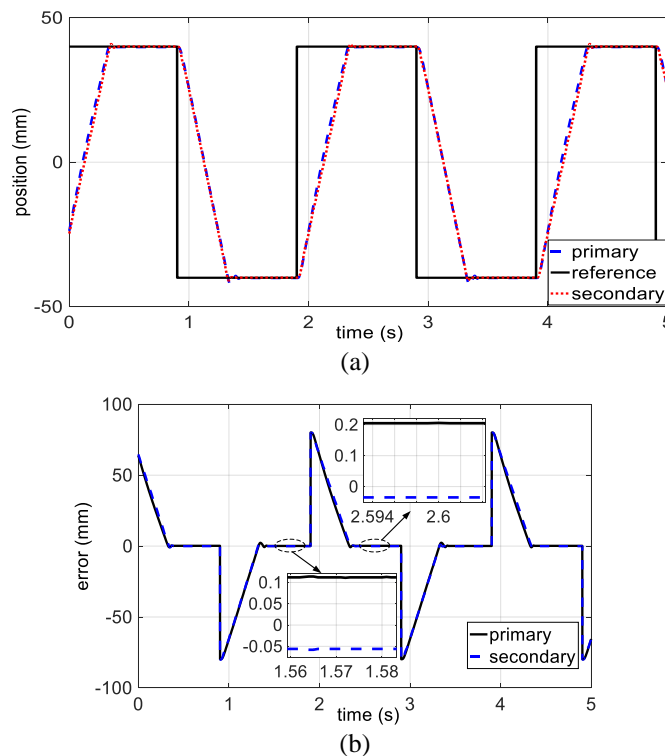 50
0
-50
position (mm)
0 1 2 3 4 5
time (s)
primary
reference
secondary
(a)
100
50
0
-50
-100
error (mm)
0.2
0.1
0
2.594 2.6
0.1
0.05
0
-0.05
1.56 1.57 1.58
primary
secondary
0 1 2 3 4 5
time (s)
(b)